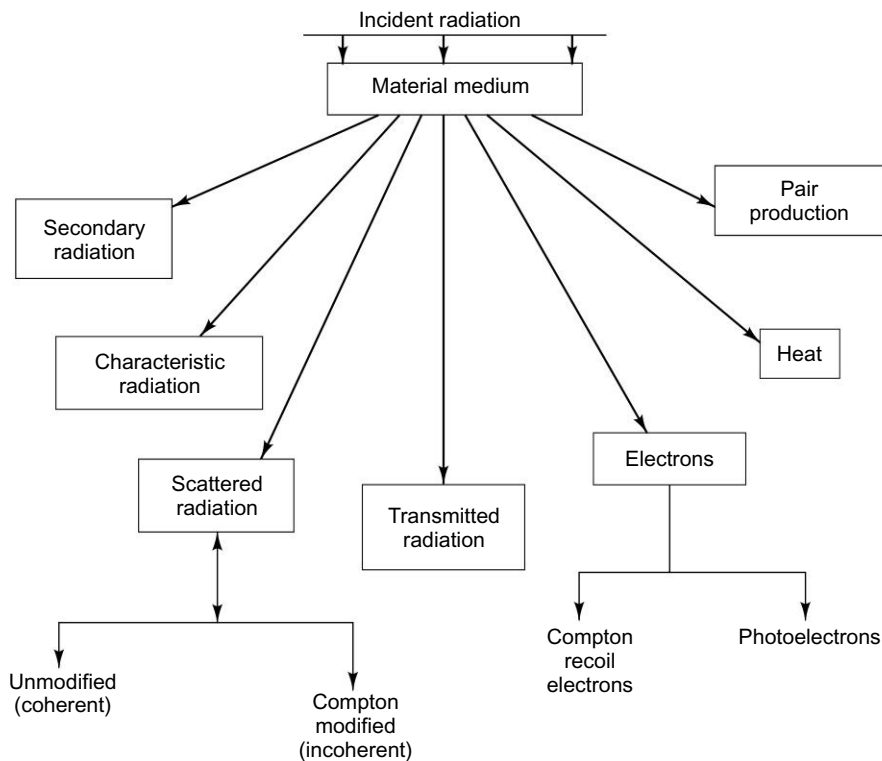 Incident radiation
Material medium
Pair
production
Secondary
radiation
Heat
Characteristic
radiation
Electrons
Scattered
radiation
Transmitted
radiation
Compton
recoil
electrons
Photoelectrons
Unmodified
(coherent)
Compton
modified
(incoherent)